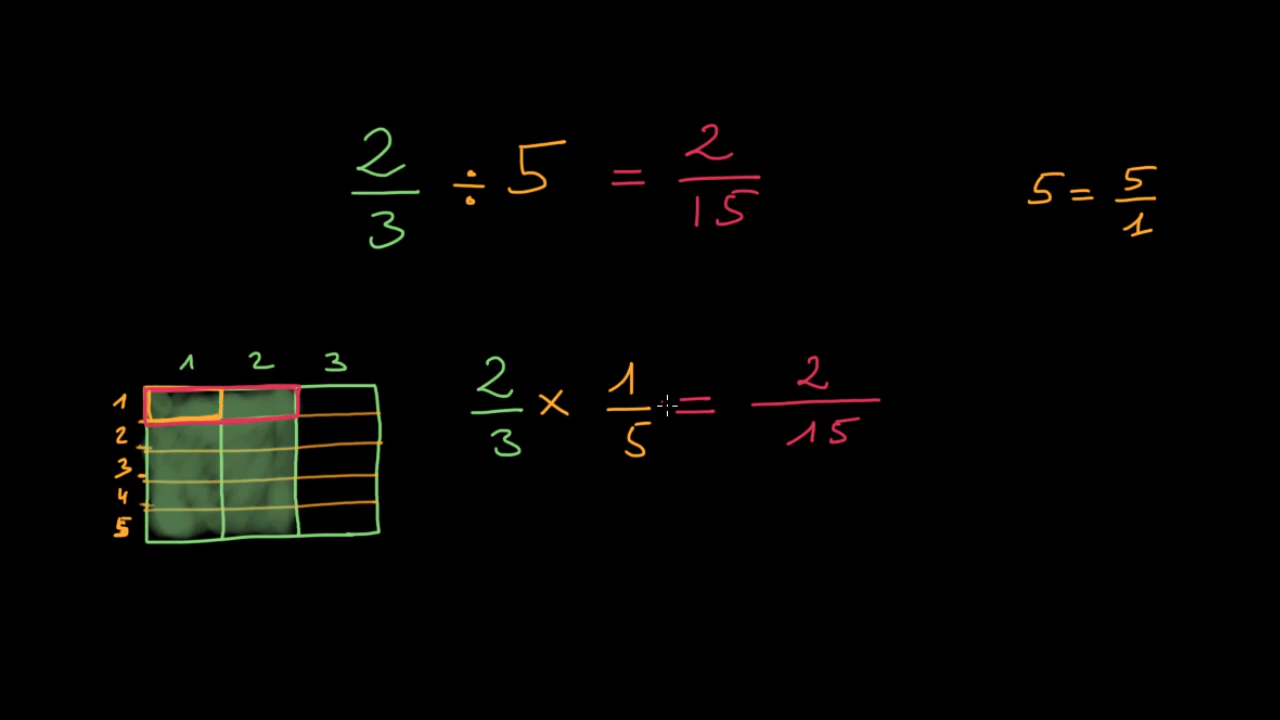 2/3 ÷ 5 = 2/15
5 = 5/1
1 2 3
1
2
3
4
5
2/3 × 1/5 = 2/15